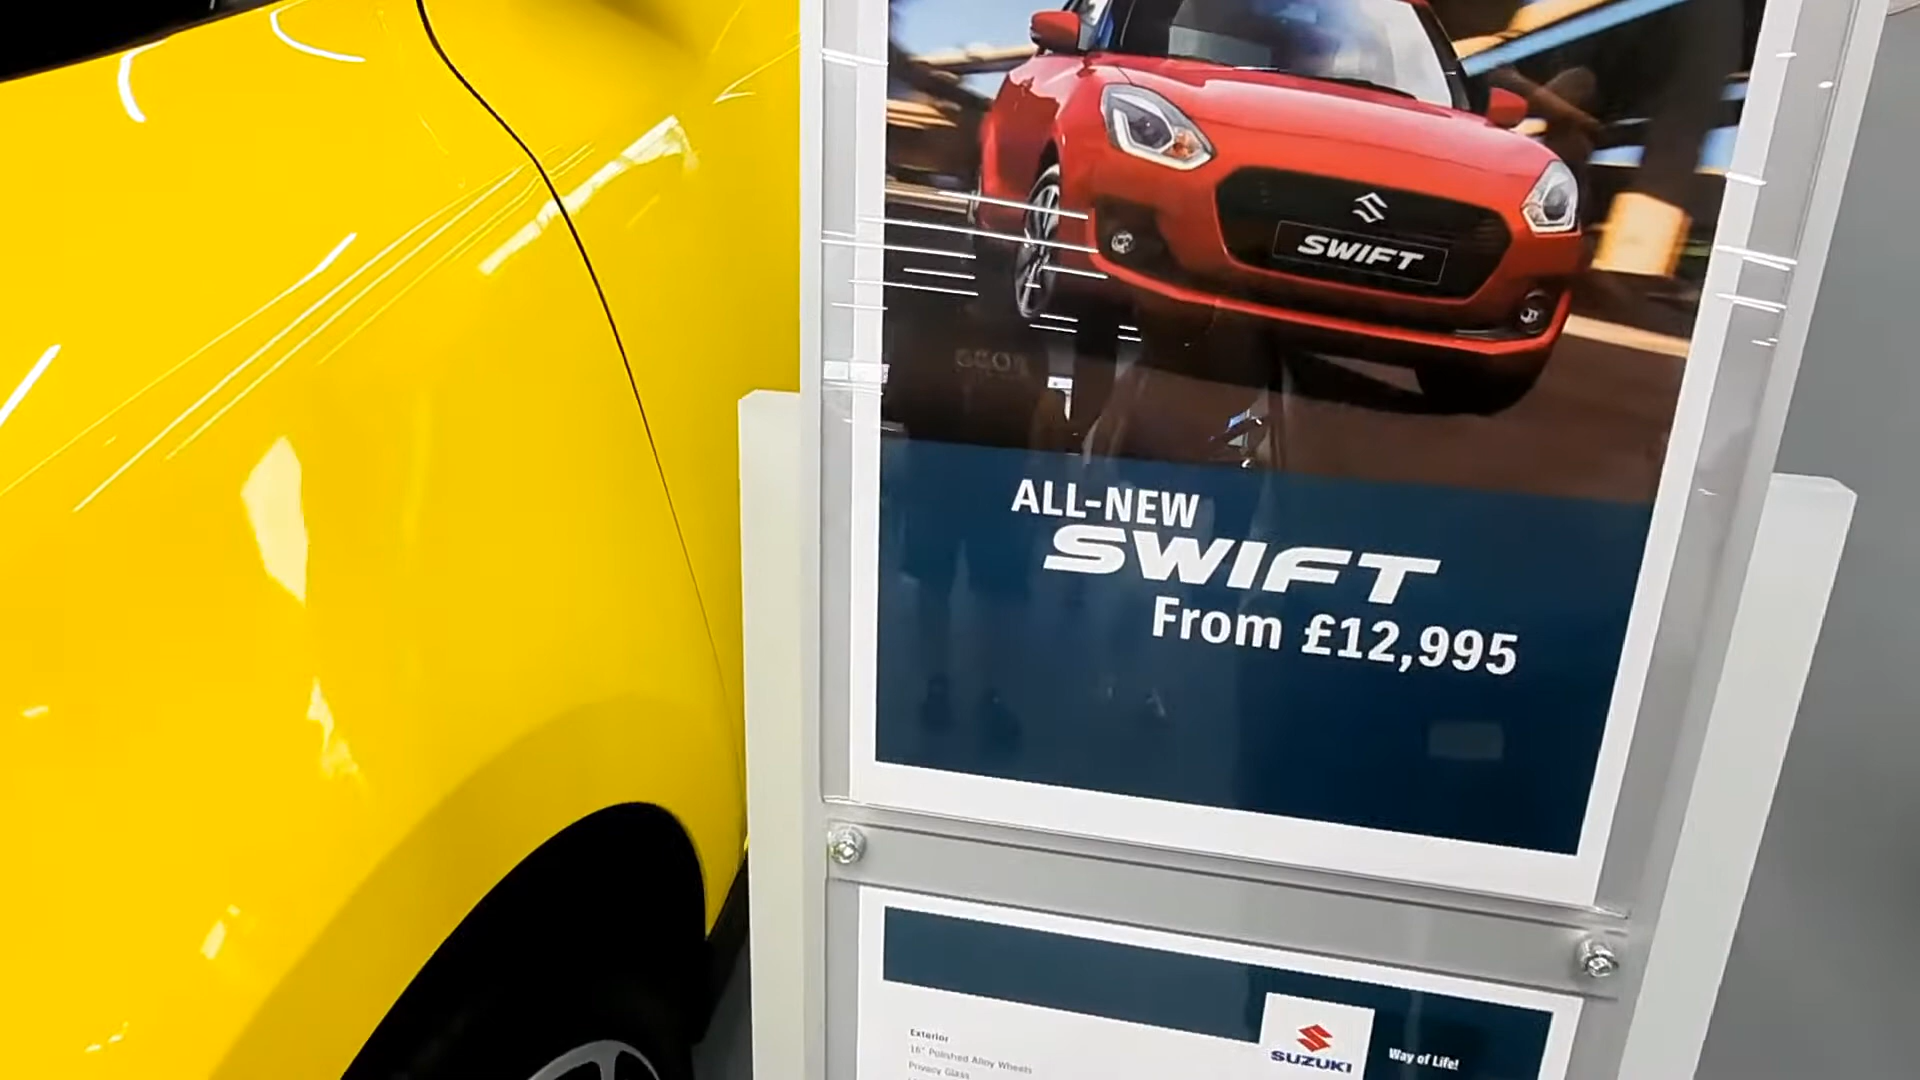 SWIFT
ALL-NEW
SWIFT
From £12,995
Exterior
16" Polished Alloy Wheels
Privacy Glass
SUZUKI
Way of Life!